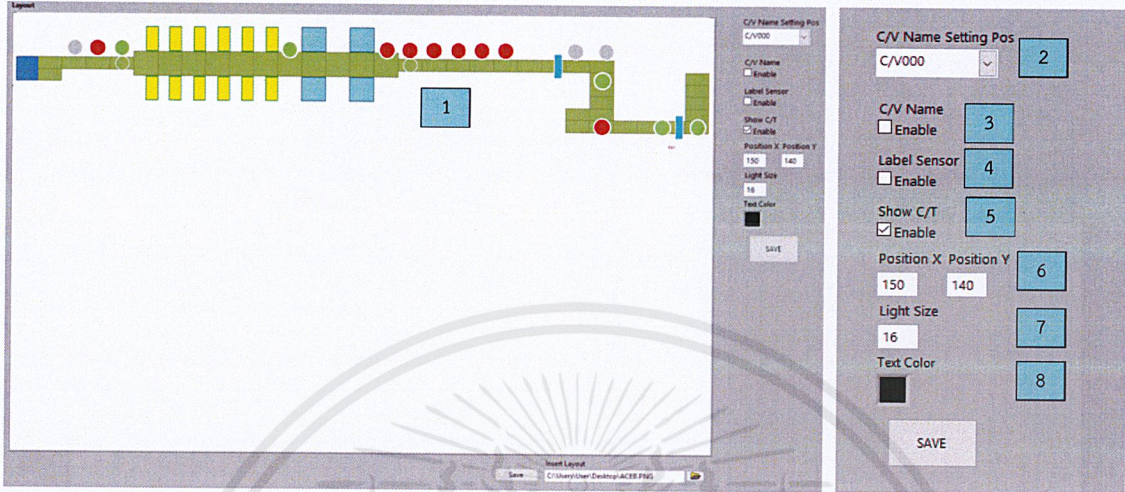 Layout
1
C/V Name Setting Pos
C/V000
C/V Name
Enable
Label Sensor
Enable
Show C/T
Enable
Position X Position Y
150 140
Light Size
16
Text Color
SAVE
Insert Layout
Save C:\Users\User\Desktop\ACEB.PNG
C/V Name Setting Pos
C/V000 2
C/V Name
Enable 3
Label Sensor
Enable 4
Show C/T
Enable 5
Position X Position Y 6
150 140
Light Size
16 7
Text Color
8
SAVE